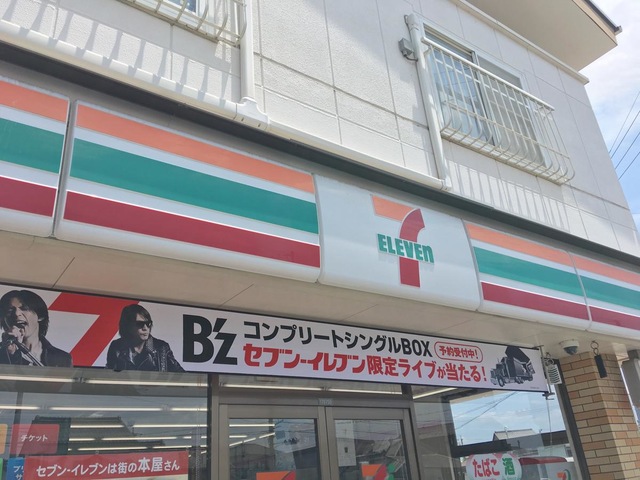 7
ELEVEn
B'z
コンプリートシングルBOX
予約受付中!
セブン-イレブン限定ライブが当たる!
チケット
セブン-イレブンは街の本屋さん
たばこ 酒